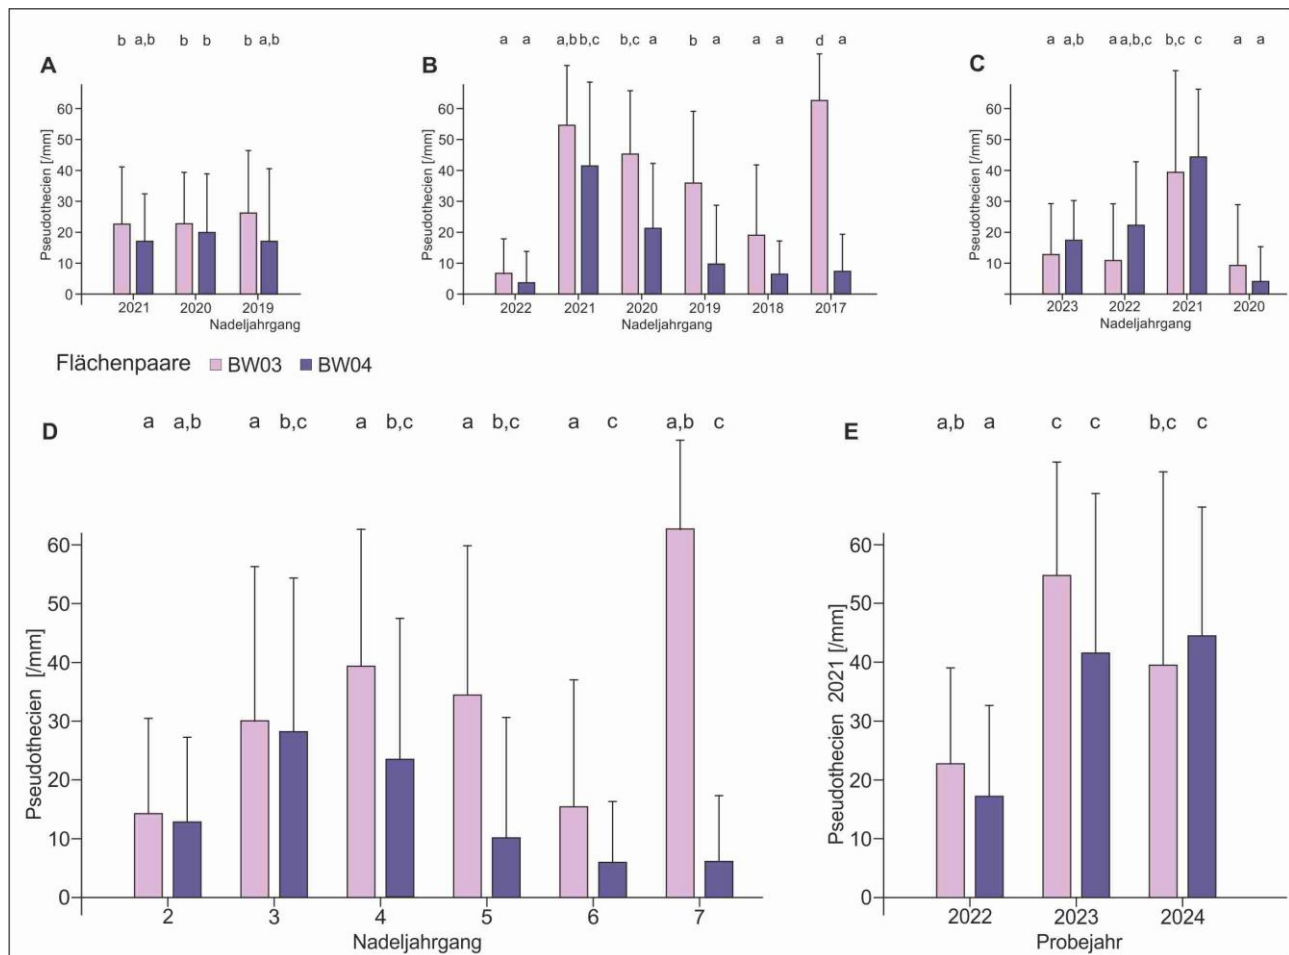 b a,b b b b a,b
A
Pseudothecien [/mm]
60
50
40
30
20
10
0
2021 2020 2019
Nadeljahrgang
a a a,b b,c b,c a b a a a d a
B
Pseudothecien [/mm]
60
50
40
30
20
10
0
2022 2021 2020 2019 2018 2017
Nadeljahrgang
a a,b a a,b,c b,c c a a
C
Pseudothecien [/mm]
60
50
40
30
20
10
2023 2022 2021 2020
Nadeljahrgang
Flächenpaare BW03 BW04
a a,b a b,c a b,c a b,c a c a,b c
D
Pseudothecien [/mm]
60
50
40
30
20
10
0
2 3 4 5 6 7
Nadeljahrgang
a,b a c c b,c c
E
Pseudothecien 2021 [/mm]
60
50
40
30
20
10
0
2022 2023 2024
Probejahr